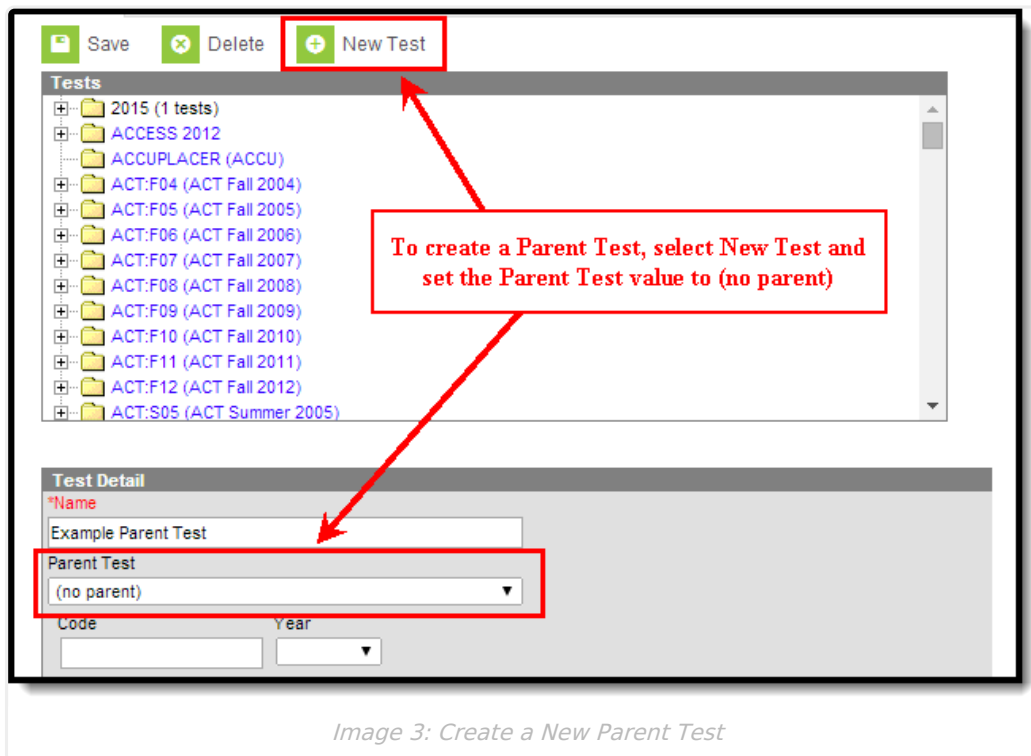 Save Delete New Test
Tests
2015 (1 tests)
ACCESS 2012
ACCUPLACER (ACCU)
ACT:F04 (ACT Fall 2004)
ACT:F05 (ACT Fall 2005)
ACT:F06 (ACT Fall 2006)
ACT:F07 (ACT Fall 2007)
ACT:F08 (ACT Fall 2008)
ACT:F09 (ACT Fall 2009)
ACT:F10 (ACT Fall 2010)
ACT:F11 (ACT Fall 2011)
ACT:F12 (ACT Fall 2012)
ACT:S05 (ACT Summer 2005)
To create a Parent Test, select New Test and
set the Parent Test value to (no parent)
Test Detail
*Name
Example Parent Test
Parent Test
(no parent)
Code Year
Image 3: Create a New Parent Test